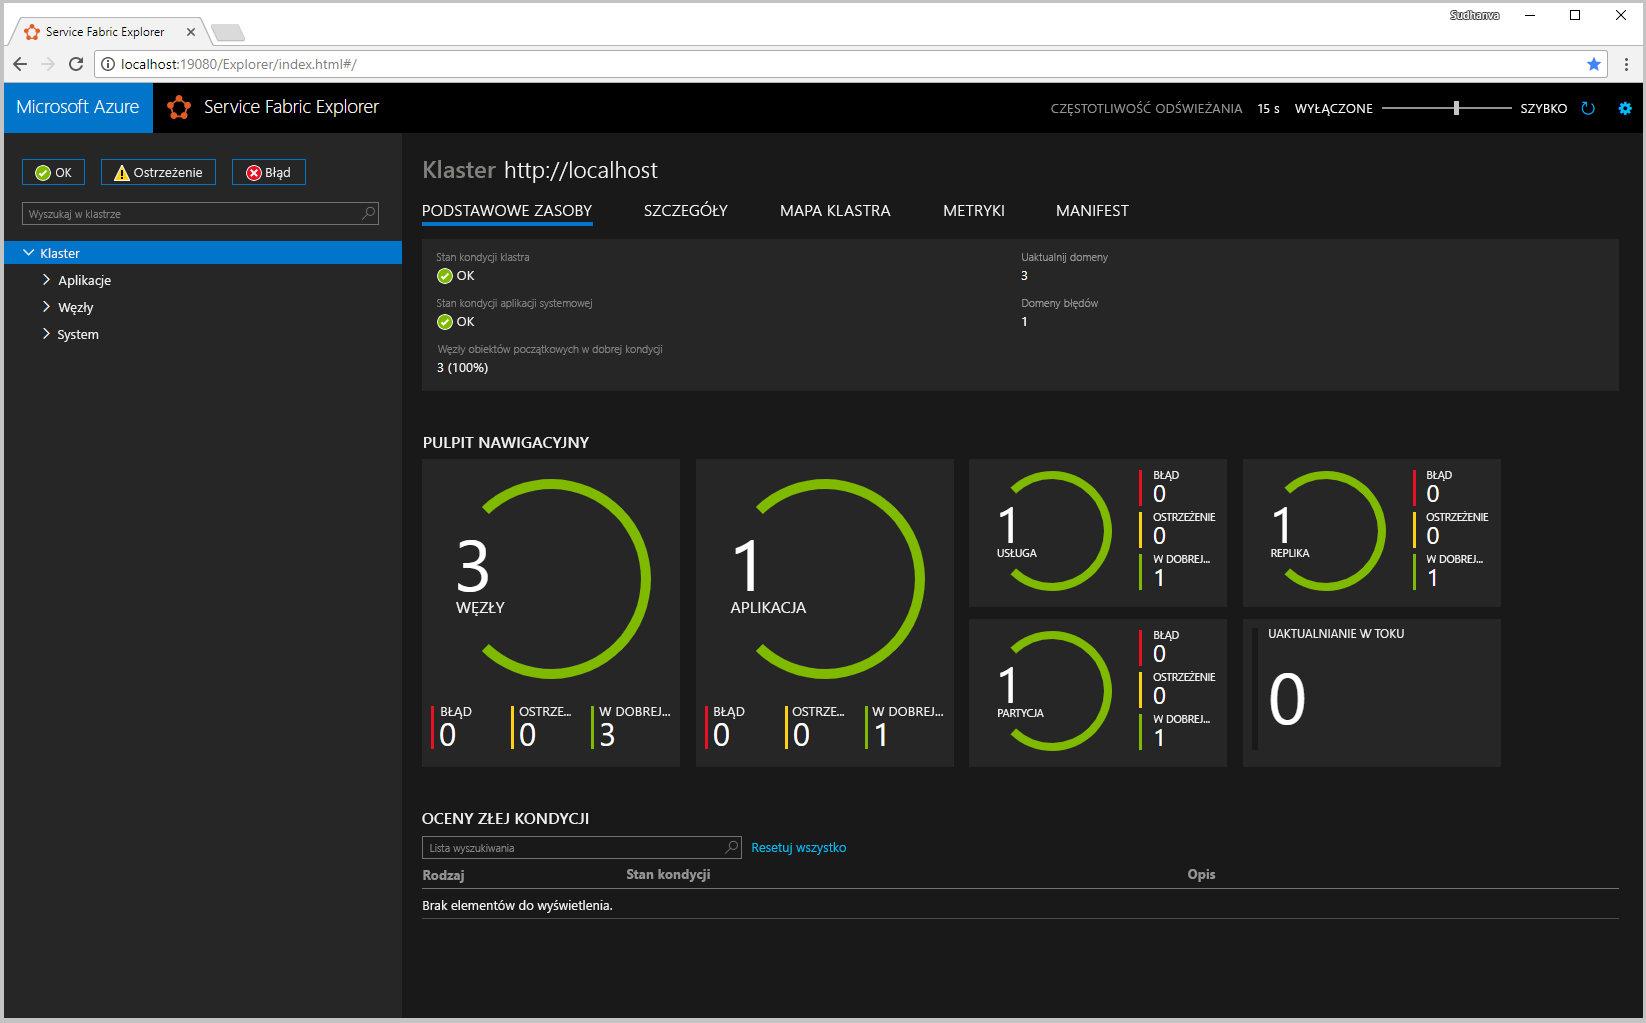 Sudhanva
Service Fabric Explorer
localhost:19080/Explorer/index.html#/
Microsoft Azure
Service Fabric Explorer
CZĘSTOTLIWOŚĆ ODŚWIEŻANIA 15 s WYŁĄCZONE SZYBKO
OK Ostrzeżenie Błąd
Wyszukaj w klastrze
Klaster
Aplikacje
Węzły
System
Klaster http://localhost
PODSTAWOWE ZASOBY SZCZEGÓŁY MAPA KLASTRA METRYKI MANIFEST
Stan kondycji klastra
OK
Stan kondycji aplikacji systemowej
OK
Węzły obiektów początkowych w dobrej kondycji
3 (100%)
Uaktualnij domeny
3
Domeny błędów
1
PULPIT NAWIGACYJNY
3
WĘZŁY
BŁĄD
0
OSTRZE...
0
W DOBREJ...
3
1
APLIKACJA
BŁĄD
0
OSTRZE...
0
W DOBREJ...
1
1
USŁUGA
BŁĄD
0
OSTRZEŻENIE
0
W DOBREJ...
1
1
REPLIKA
BŁĄD
0
OSTRZEŻENIE
0
W DOBREJ...
1
1
PARTYCJA
BŁĄD
0
OSTRZEŻENIE
0
W DOBREJ...
1
UAKTUALNIANIE W TOKU
0
OCENY ZŁEJ KONDYCJI
Lista wyszukiwania
Resetuj wszystko
Rodzaj Stan kondycji Opis
Brak elementów do wyświetlenia.